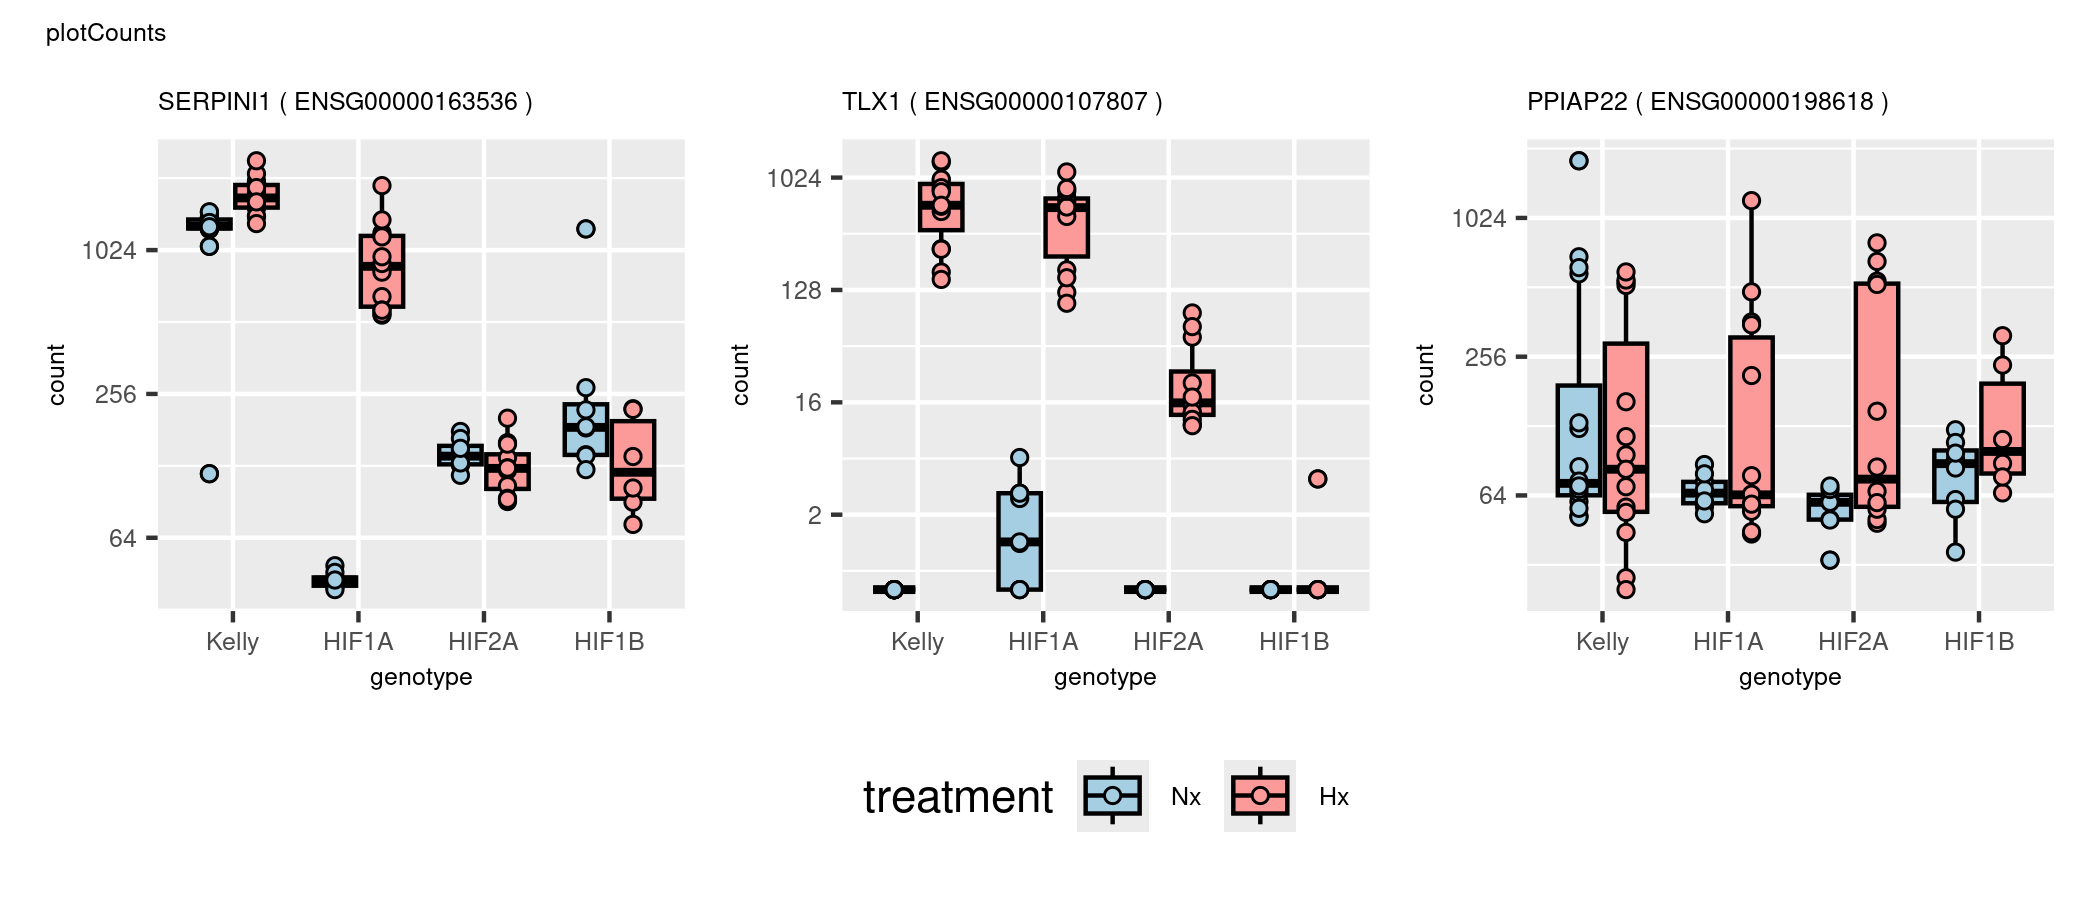 plotCounts
SERPINI1 ( ENSG00000163536 )
count
1024
256
64
Kelly HIF1A HIF2A HIF1B
genotype
TLX1 ( ENSG00000107807 )
count
1024
128
16
2
Kelly HIF1A HIF2A HIF1B
genotype
PPIAP22 ( ENSG00000198618 )
count
1024
256
64
Kelly HIF1A HIF2A HIF1B
genotype
treatment Nx Hx